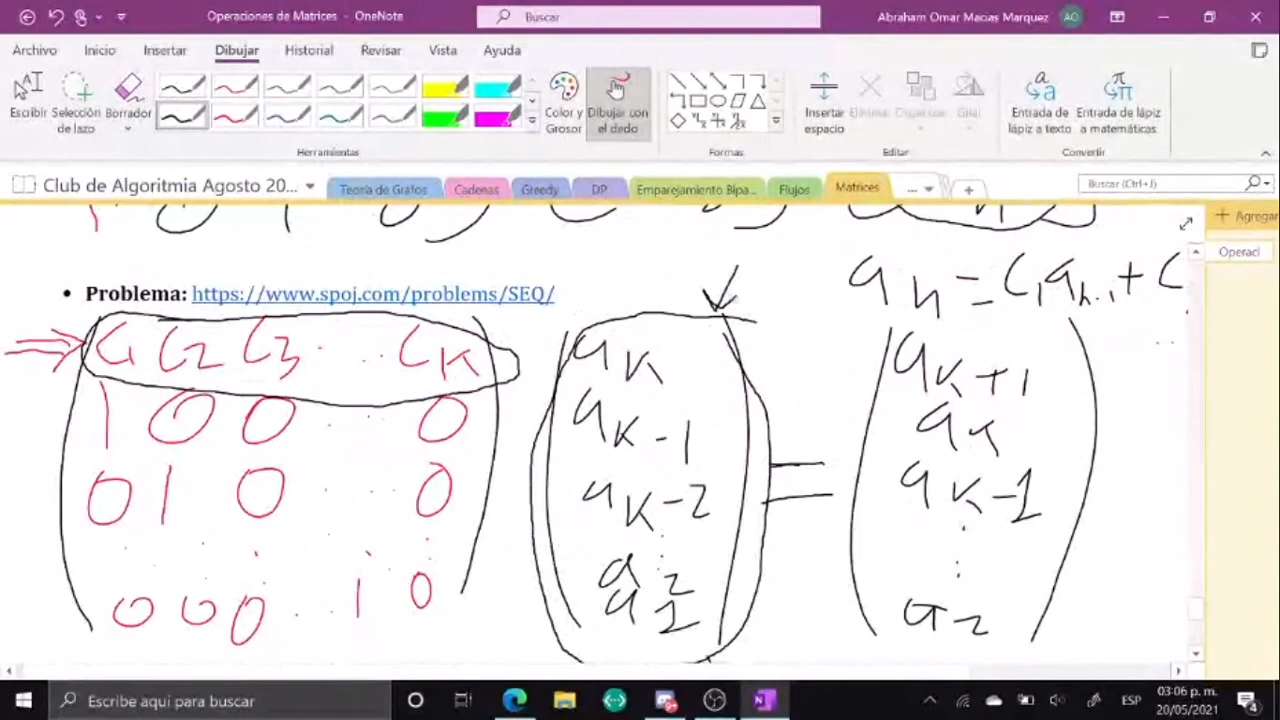 Operaciones de Matrices - OneNote
Buscar
Abraham Omar Macias Marquez
AO
Archivo Inicio Insertar Dibujar Historial Revisar Vista Ayuda
Escribir
Selección de lazo
Borrador
Color y Grosor
Dibujar con el dedo
Insertar espacio
Eliminar
Organizar
Girar
Entrada de lápiz a texto
Entrada de lápiz a matemáticas
Herramientas
Formas
Editar
Convertir
Club de Algoritmia Agosto 20...
Teoría de Grafos
Cadenas
Greedy
DP
Emparejamiento Bipa...
Flujos
Matrices
...
Buscar (Ctrl+J)
Agregar
Operaci
a n = C1 a n-1 + C
• Problema: https://www.spoj.com/problems/SEQ/
C1 C2 C3 . . . CK
1 0 0 . . 0
0 1 0 . . . 0
. . . . .
0 0 0 . . 1 0
aK
aK-1
aK-2
:
a2
a1
=
aK+1
aK
aK-1
:
a2
Escribe aquí para buscar
ESP
03:06 p. m.
20/05/2021
4